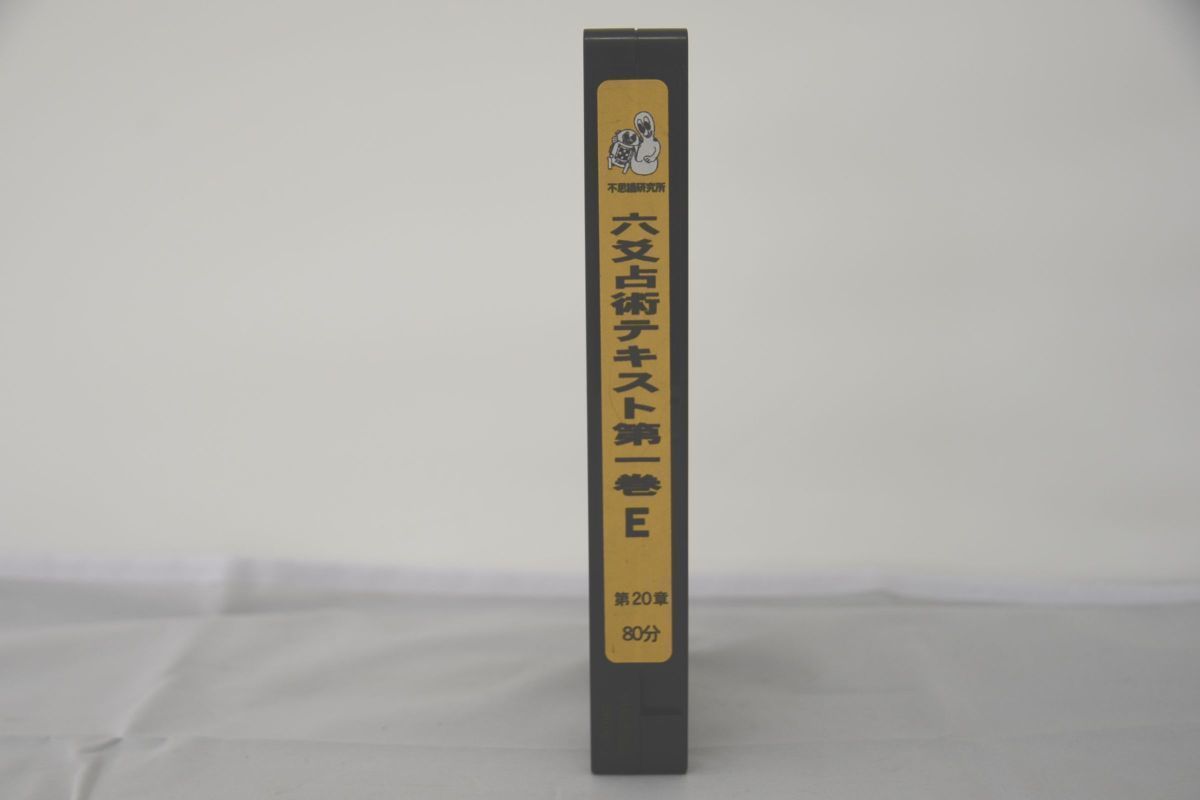 不思議研究所
六爻占術テキスト第一巻 E
第20章
80分